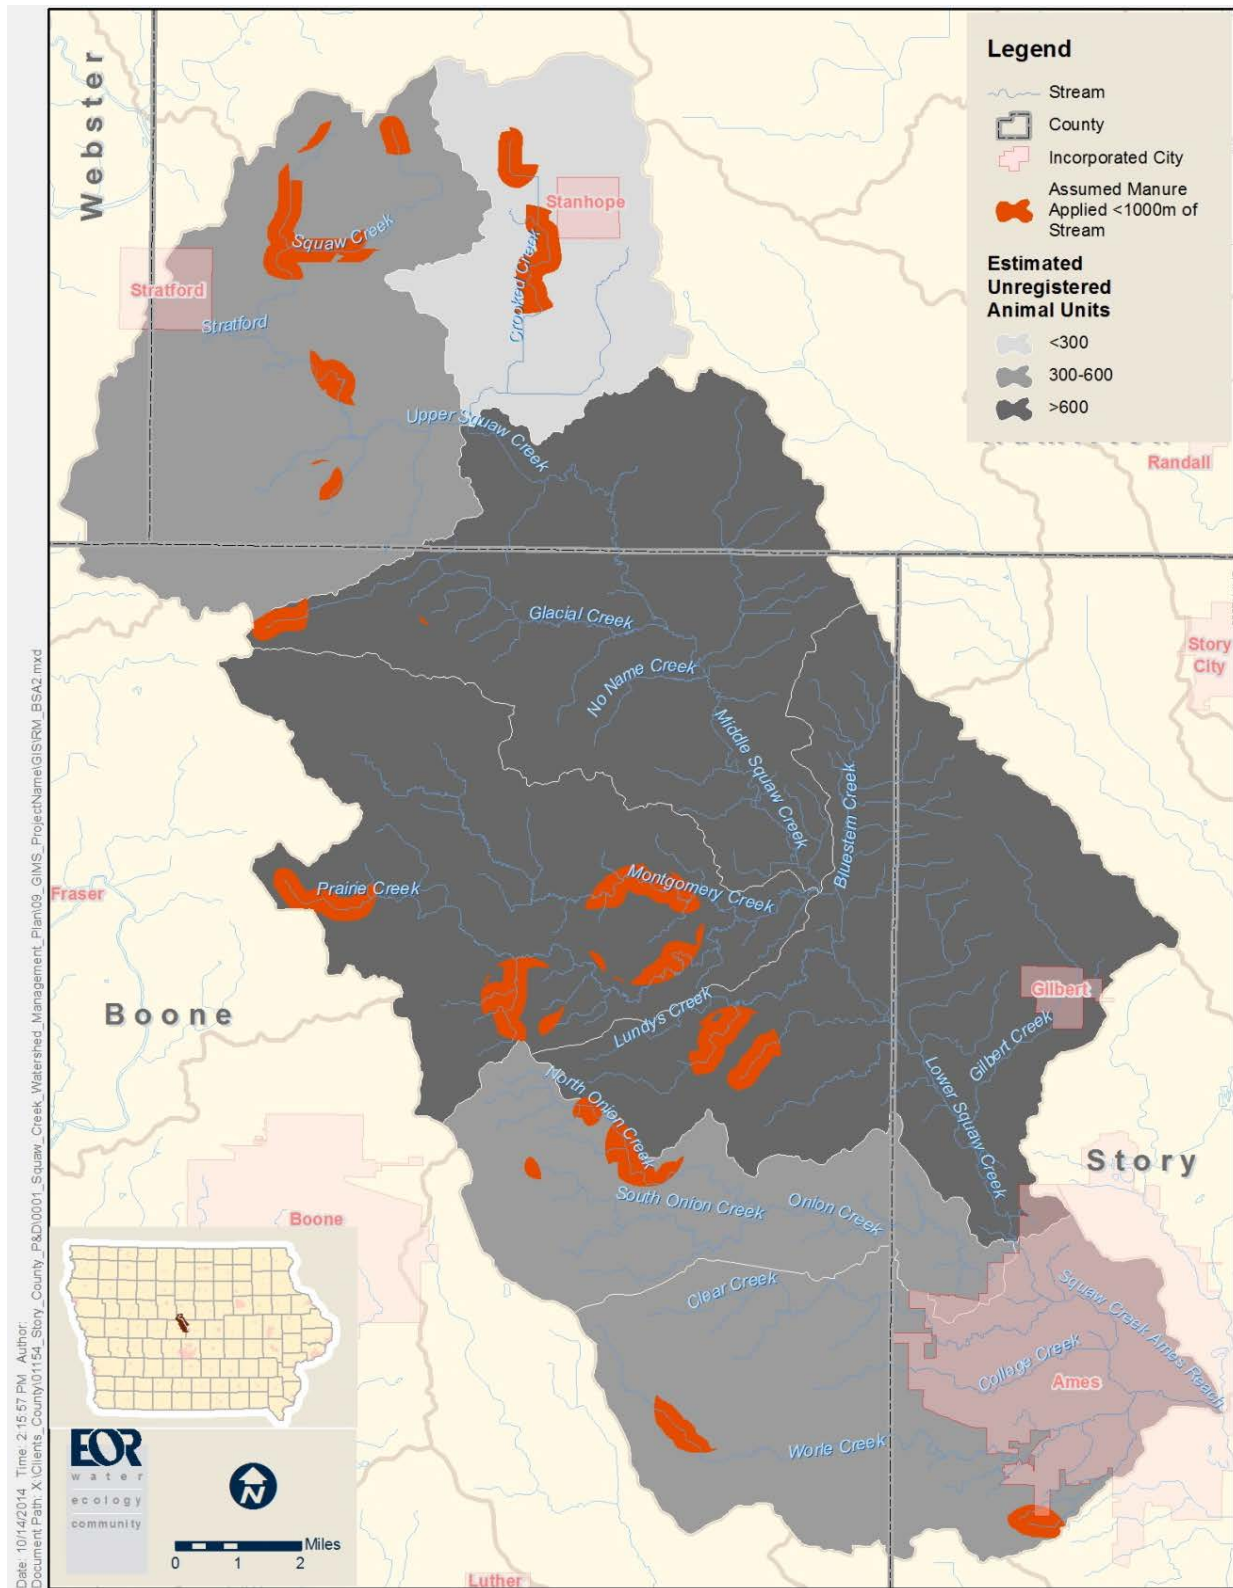 Webster
Legend
Stream
County
Incorporated City
Assumed Manure
Applied <1000m of
Stream
Estimated
Unregistered
Animal Units
<300
300-600
>600
Stanhope
Squaw Creek
Crooked Creek
Stratford
Stratford
Upper Squaw Creek
Randall
Glacial Creek
Story
City
No Name Creek
Middle Squaw Creek
Bluestem Creek
Fraser
Prairie Creek
Montgomery Creek
Boone
Gilbert
Lundys Creek
Gilbert Creek
Lower Squaw Creek
North Onion Creek
Story
South Onion Creek
Onion Creek
Boone
Clear Creek
Squaw Creek Ames Reach
College Creek
Ames
Worle Creek
EOR
water
ecology
community
N
Miles
0 1 2
Luther
Date: 10/14/2014 Time: 2:15:57 PM Author:
Document Path: X:\Clients_County\01154_Story_County_P&D\0001_Squaw_Creek_Watershed_Management_Plan\09_GIMS_ProjectName\GIS\RM_BSA2.mxd